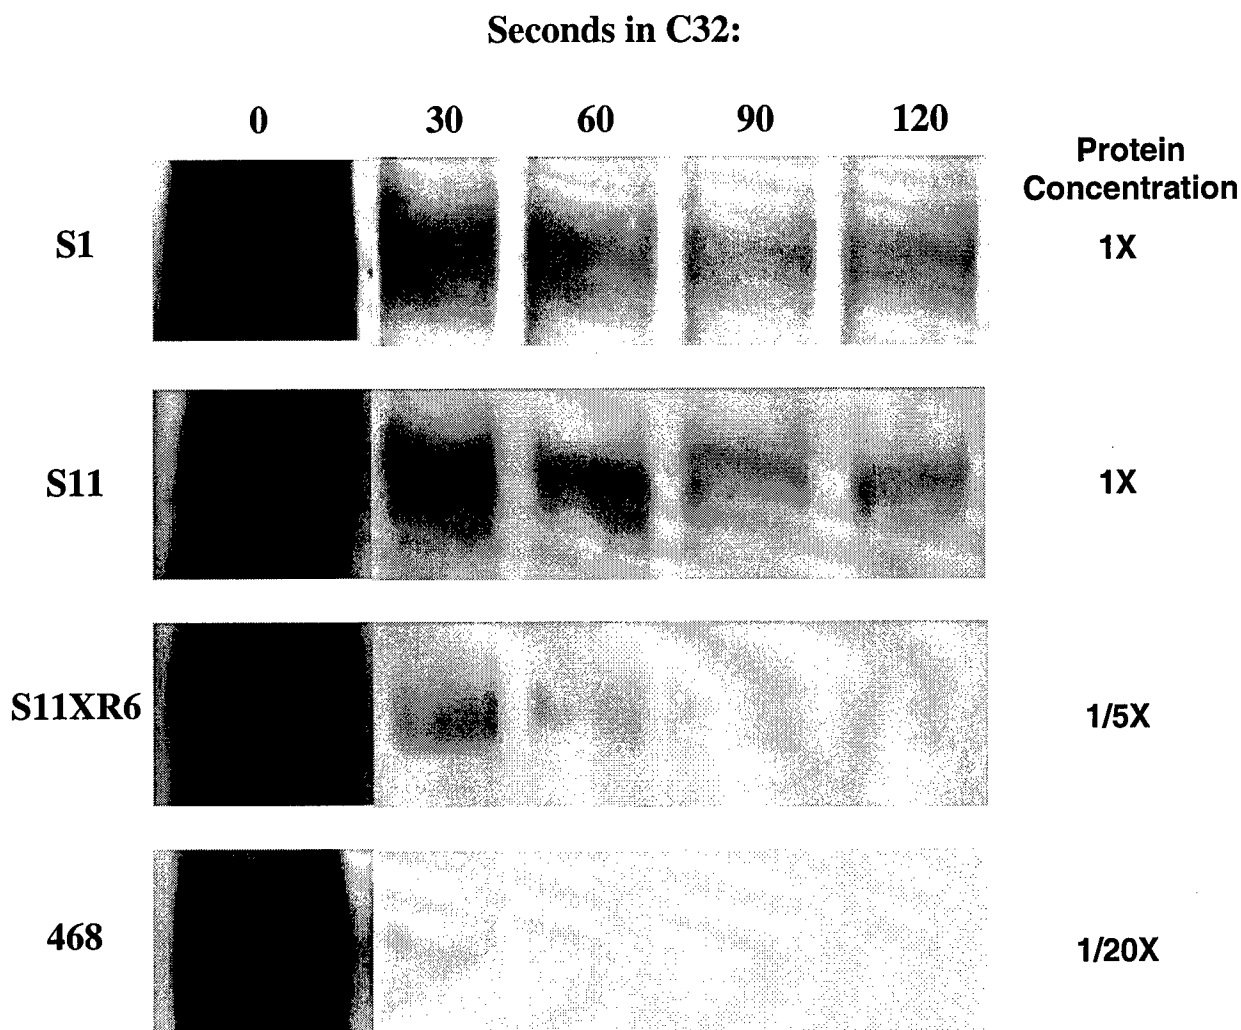 Seconds in C32:
0 30 60 90 120
Protein
Concentration
S1 1X
S11 1X
S11XR6 1/5X
468 1/20X